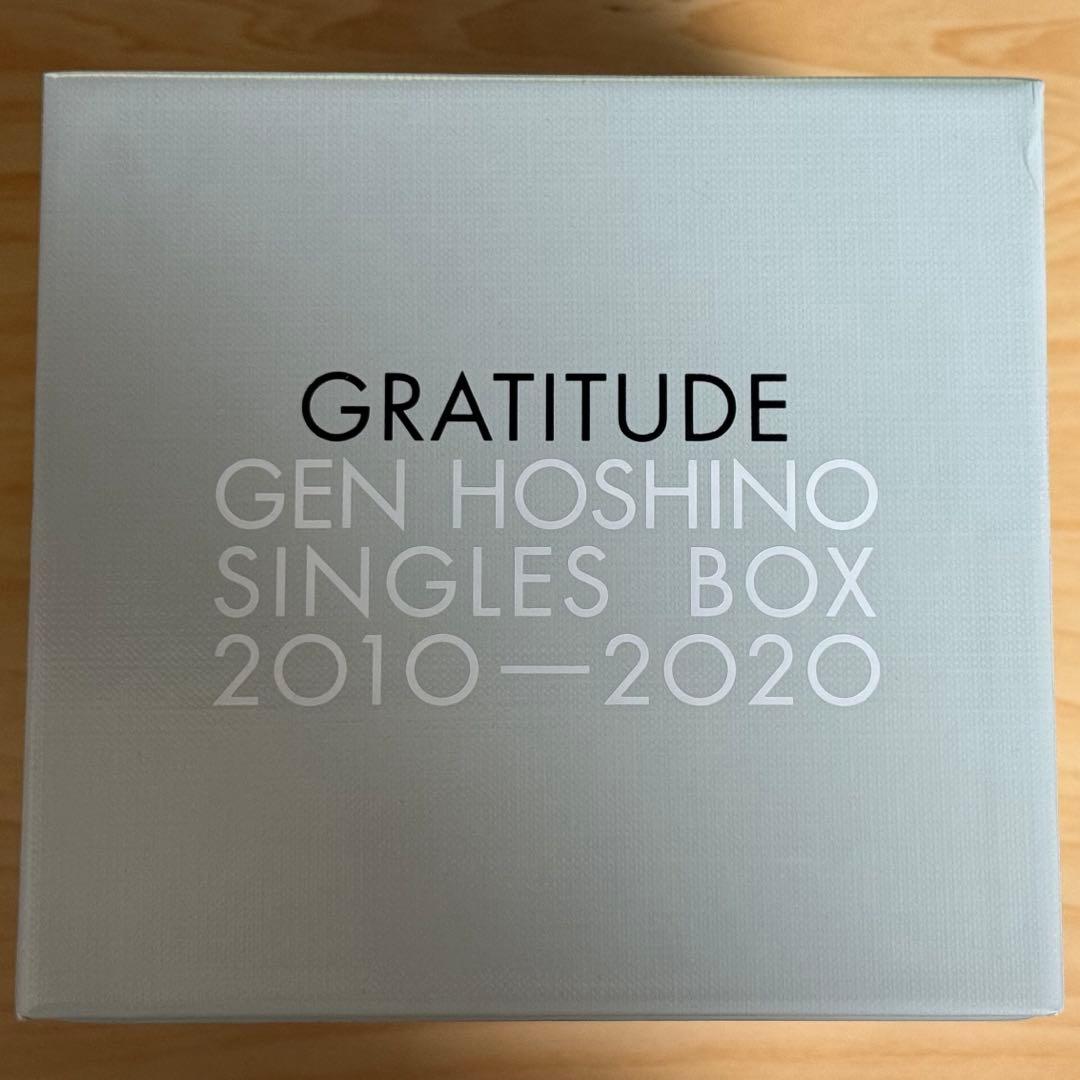 GRATITUDE
GEN HOSHINO
SINGLES BOX
2010—2020